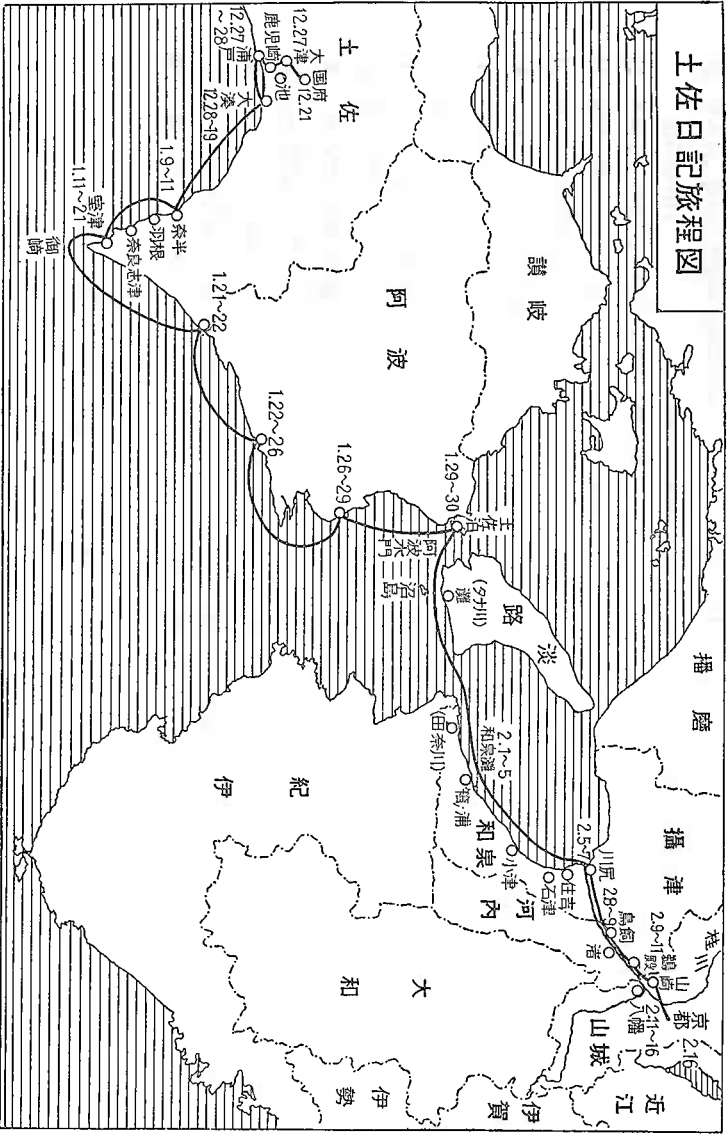 土佐日記旅程図
土佐
国府
12.21
大津
12.27
鹿児崎
池
浦戸
12.27～28
大湊
12.28～1.9
奈半
1.9～11
羽根
奈良志津
室津
1.11～21
御崎
1.21～22
1.22～26
1.26～29
1.29～30
土佐泊
阿波水門
沼島
讃岐
阿波
淡路
灘
(タナ川)
播磨
摂津
2.1～5
和泉灘
(田奈川)
箱ノ浦
和泉
小津
石津
住吉
河内
川尻
2.5～7
2.8～9
鳥飼
渚
2.9～11
鵜殿
山崎
桂川
京都
2.16
八幡
2.11～16
山城
近江
紀伊
大和
伊賀
伊勢